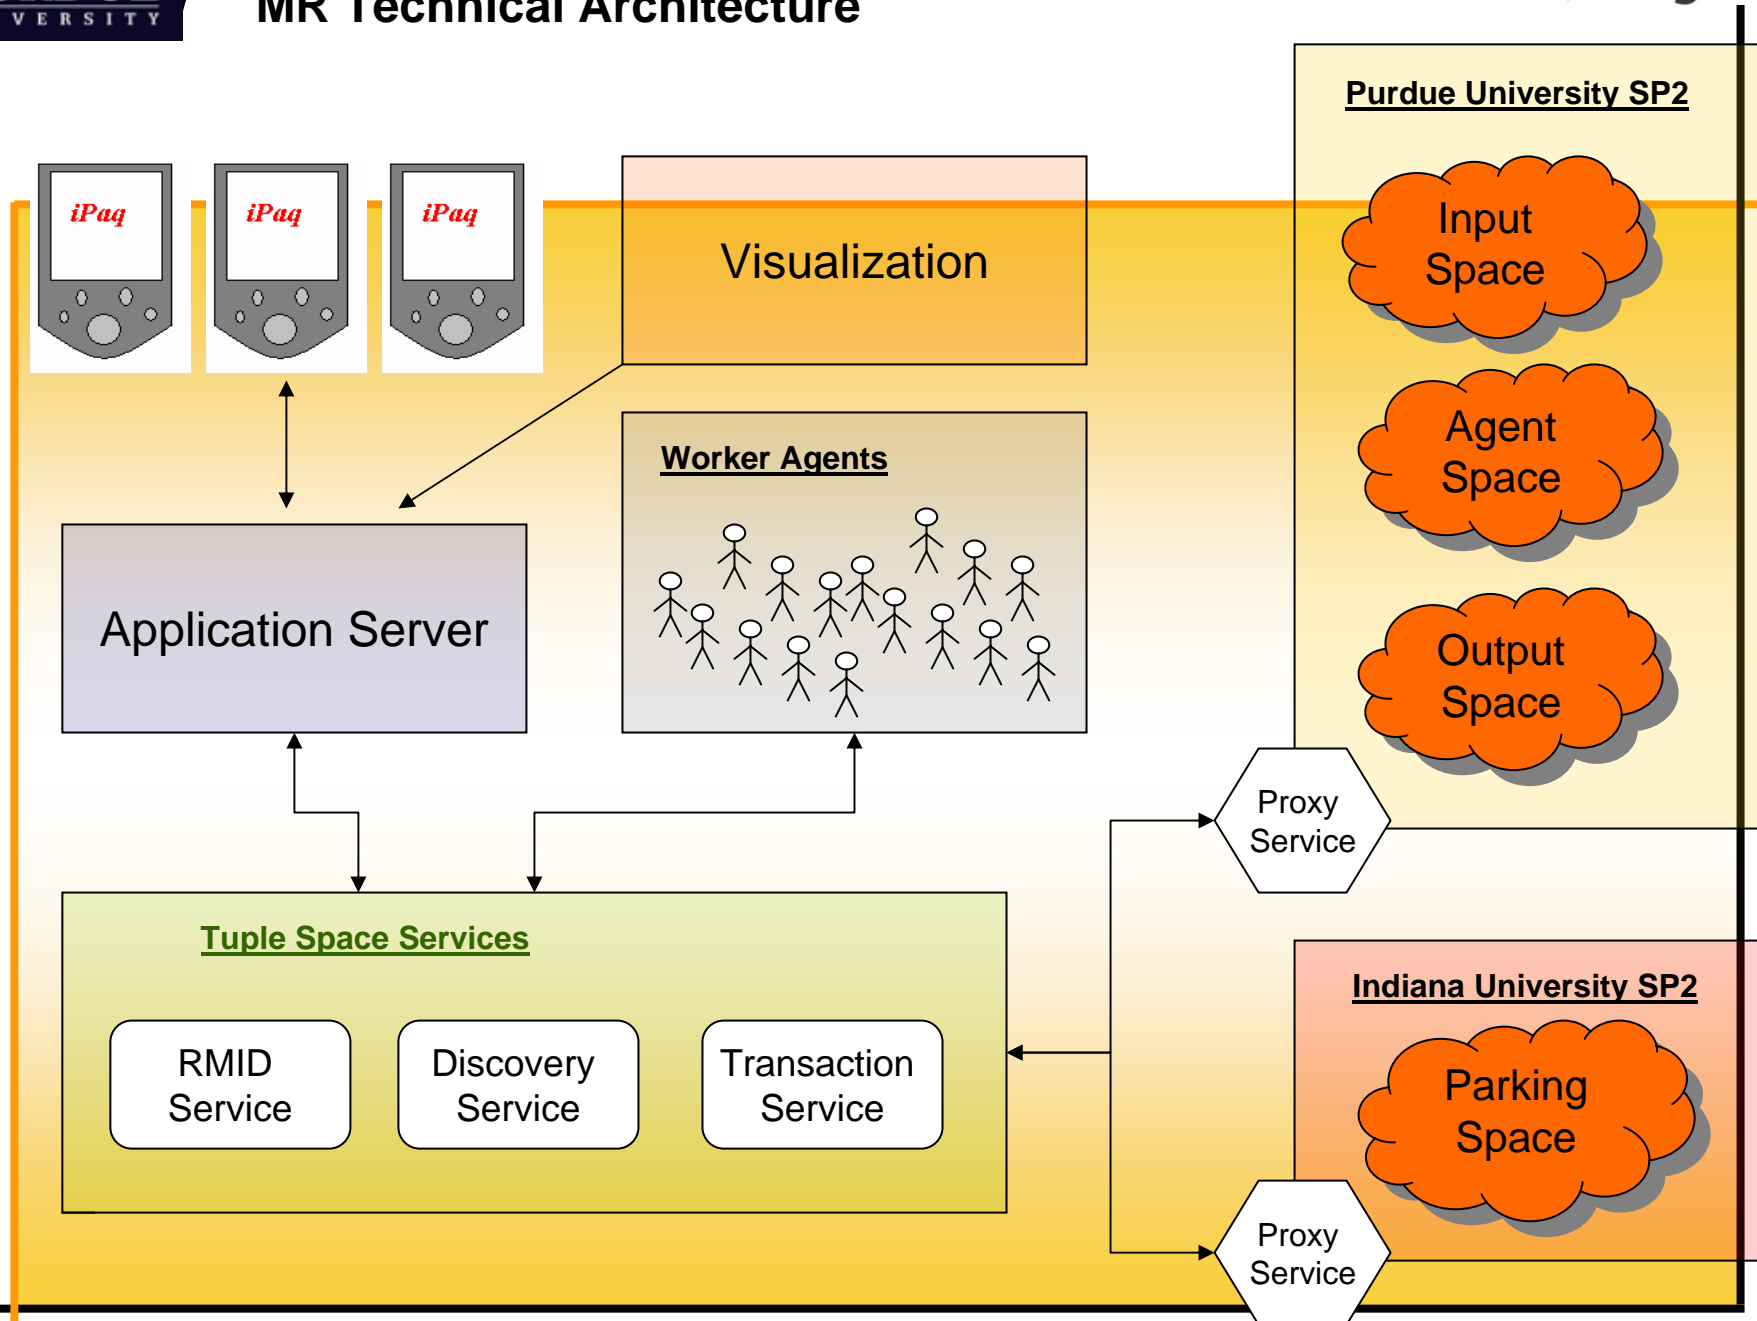 VERSITY
MR Technical Architecture
Purdue University SP2
iPaq
iPaq
iPaq
Visualization
Input
Space
Agent
Space
Worker Agents
Application Server
Output
Space
Proxy
Service
Tuple Space Services
Indiana University SP2
RMID
Service
Discovery
Service
Transaction
Service
Parking
Space
Proxy
Service